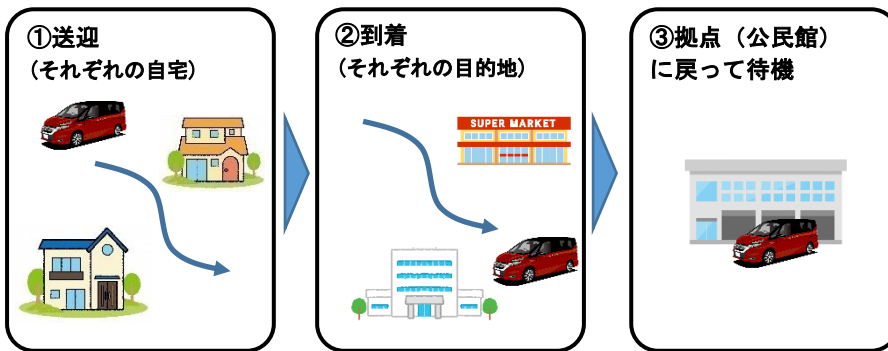 ①送迎
(それぞれの自宅)
②到着
(それぞれの目的地)
SUPER MARKET
③拠点（公民館）
に戻って待機